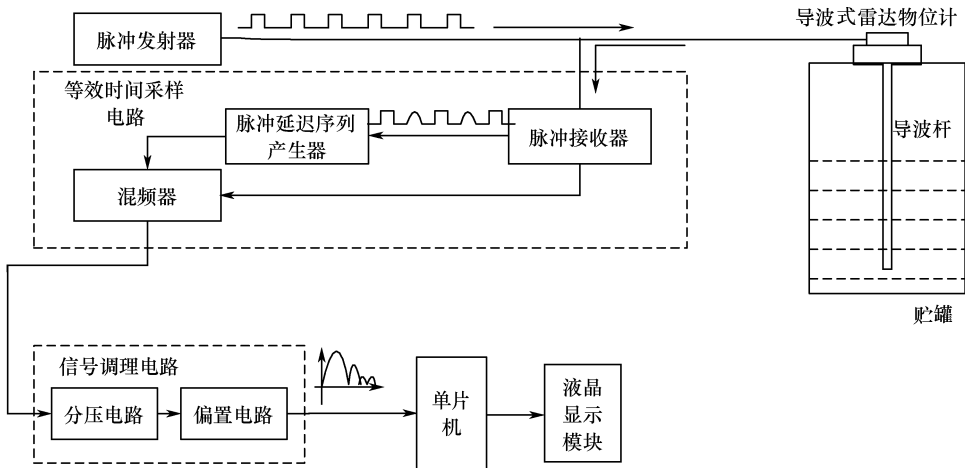 脉冲发射器
导波式雷达物位计
等效时间采样
电路
脉冲延迟序列
产生器
脉冲接收器
导波杆
混频器
贮罐
信号调理电路
分压电路
偏置电路
单片
机
液晶
显示
模块